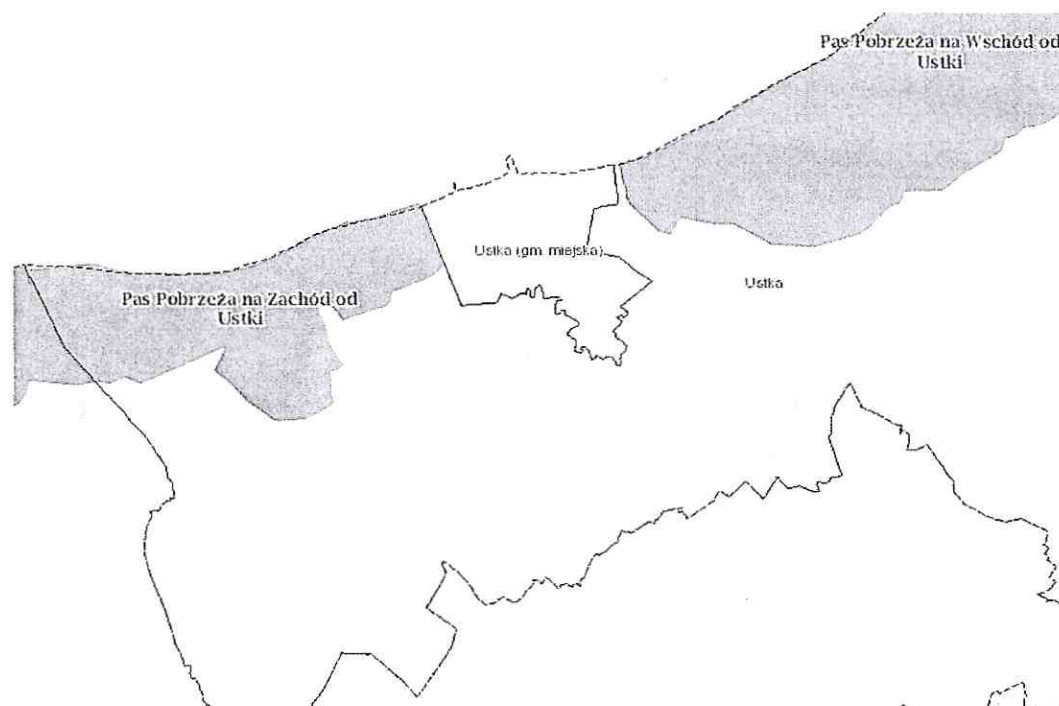 Pas Pobrzeża na Wschód od
Ustki
Ustka (gm. miejska)
Ustka
Pas Pobrzeża na Zachód od
Ustki